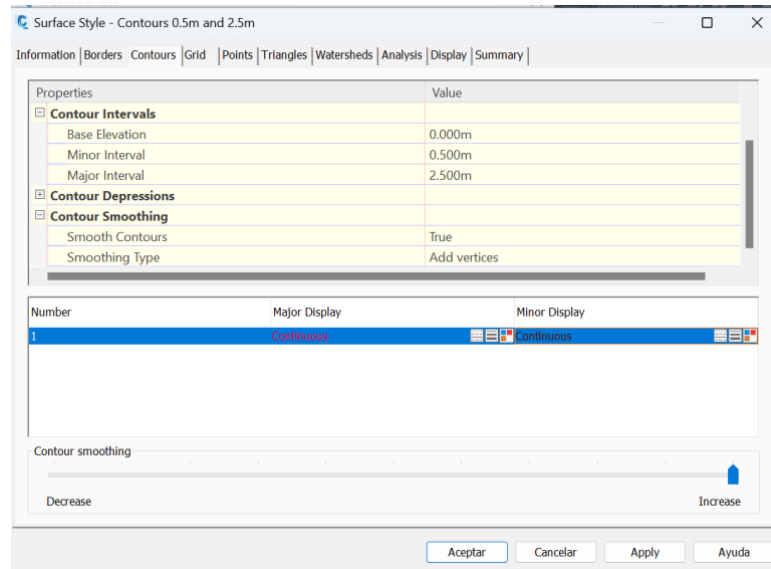 Surface Style - Contours 0.5m and 2.5m
Information Borders Contours Grid Points Triangles Watersheds Analysis Display Summary
Properties Value
Contour Intervals
Base Elevation 0.000m
Minor Interval 0.500m
Major Interval 2.500m
Contour Depressions
Contour Smoothing
Smooth Contours True
Smoothing Type Add vertices
Number Major Display Minor Display
1 Continuous Continuous
Contour smoothing
Decrease Increase
Aceptar Cancelar Apply Ayuda